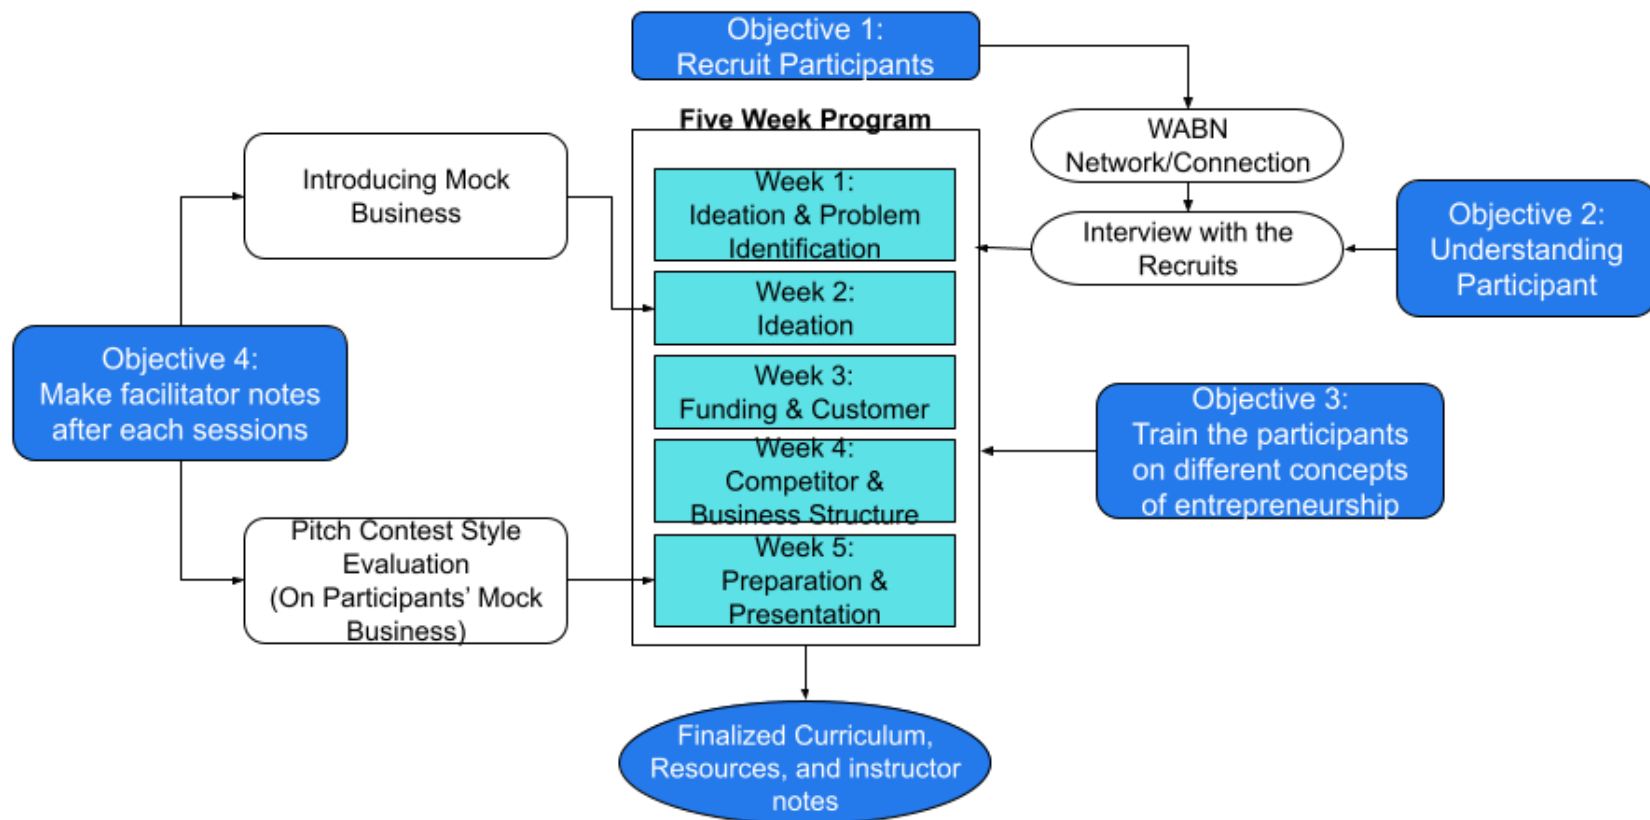 Objective 1:
Recruit Participants
Five Week Program
WABN
Network/Connection
Introducing Mock
Business
Week 1:
Ideation & Problem
Identification
Interview with the
Recruits
Objective 2:
Understanding
Participant
Week 2:
Ideation
Objective 4:
Make facilitator notes
after each sessions
Week 3:
Funding & Customer
Objective 3:
Train the participants
on different concepts
of entrepreneurship
Week 4:
Competitor &
Business Structure
Pitch Contest Style
Evaluation
(On Participants’ Mock
Business)
Week 5:
Preparation &
Presentation
Finalized Curriculum,
Resources, and instructor
notes